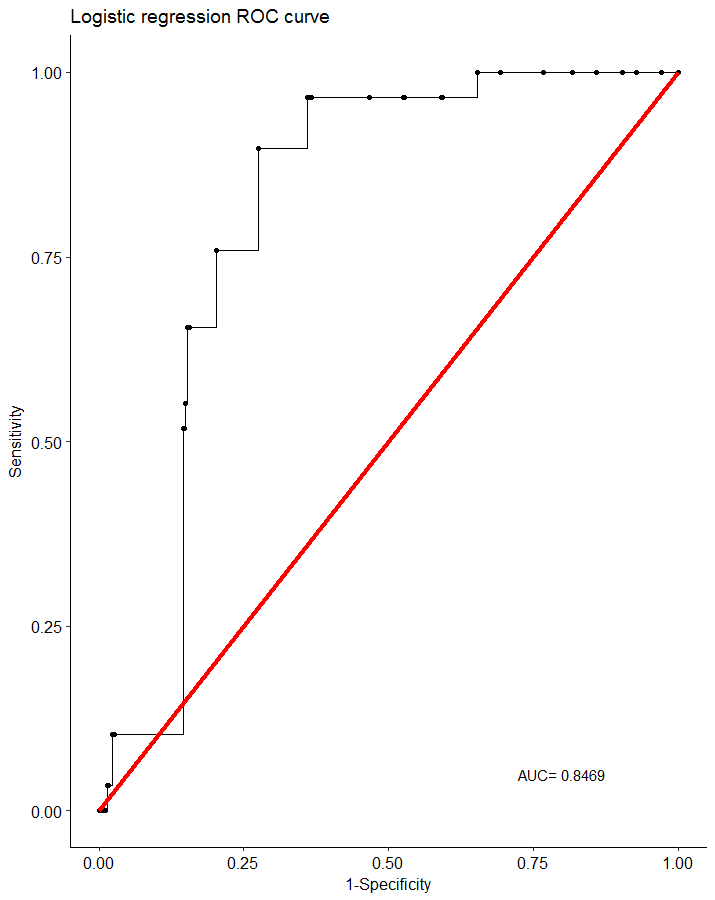 Logistic regression ROC curve
1.00
0.75
0.50
0.25
0.00
Sensitivity
AUC= 0.8469
0.00 0.25 0.50 0.75 1.00
1-Specificity